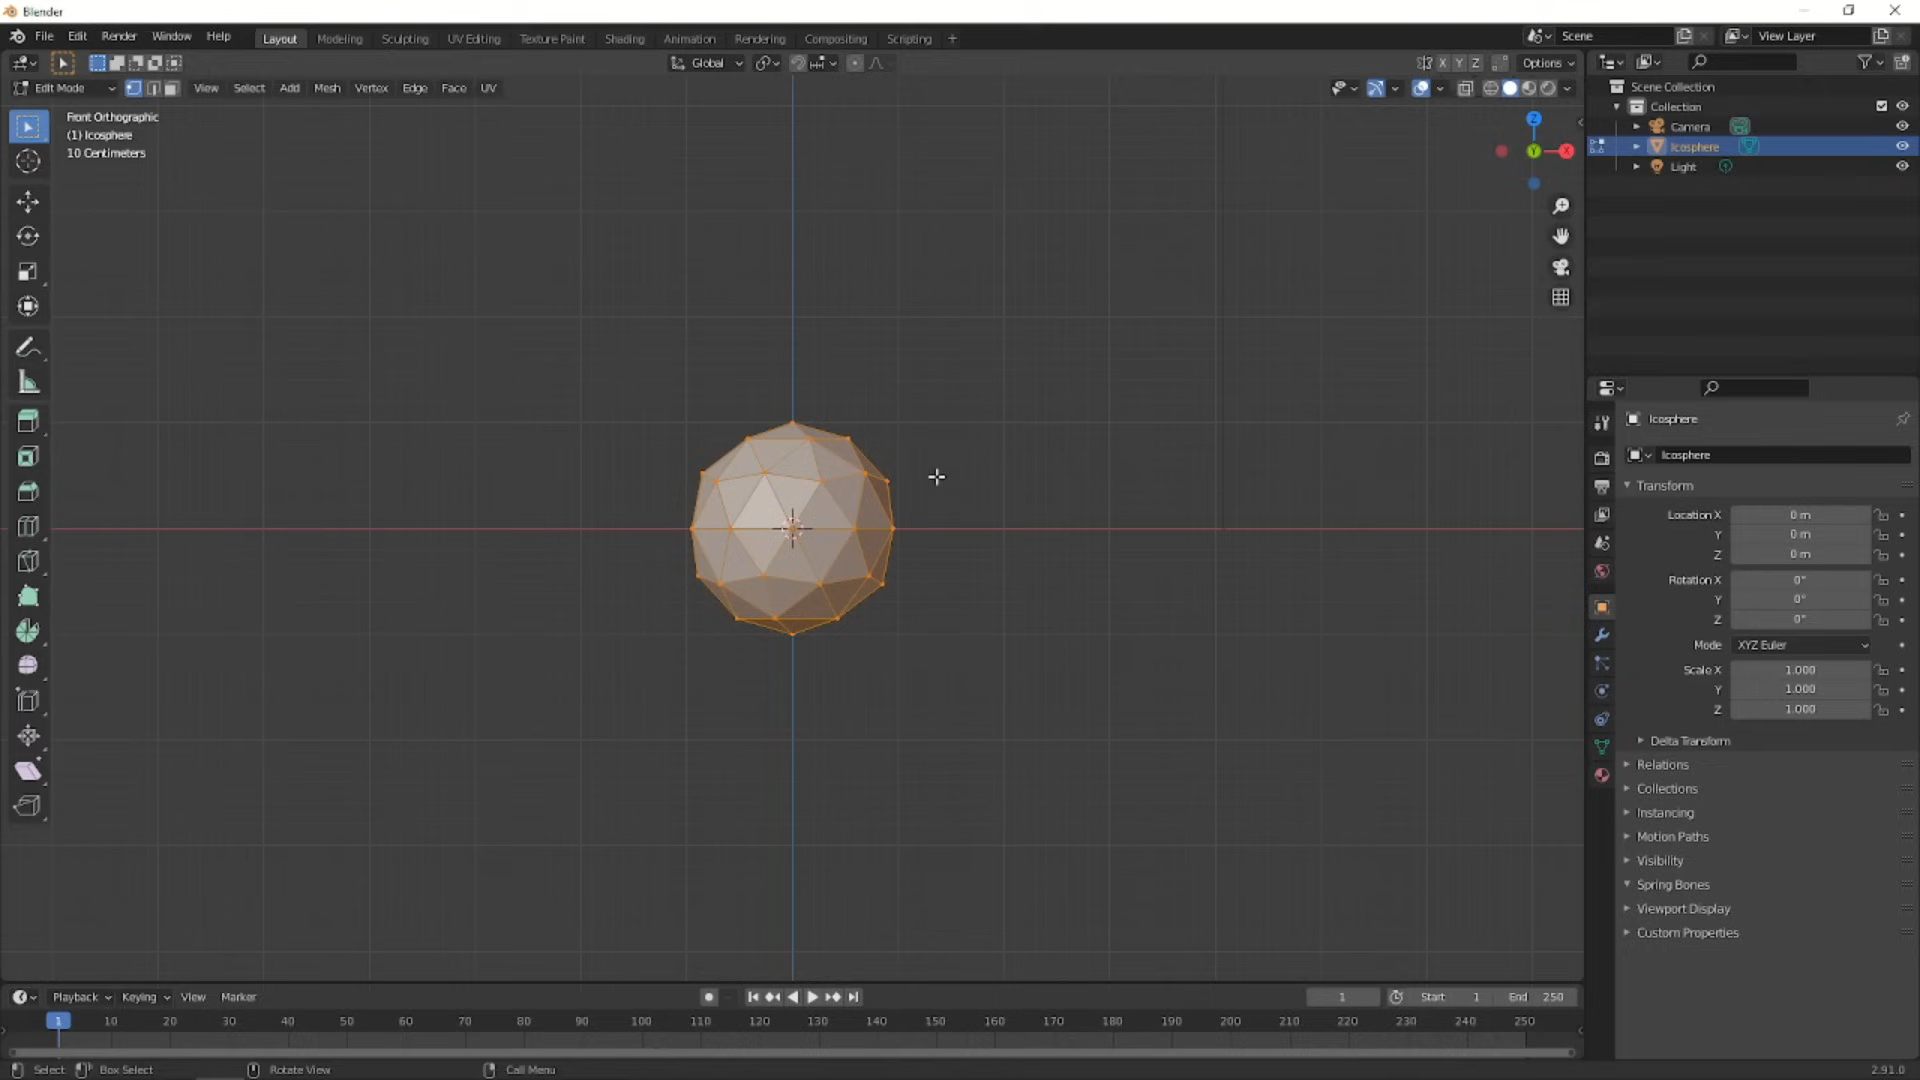 Blender
File Edit Render Window Help Layout Modeling Sculpting UV Editing Texture Paint Shading Animation Rendering Compositing Scripting + Scene View Layer
Global X Y Z Options
Edit Mode View Select Add Mesh Vertex Edge Face UV
Front Orthographic
(1) Icosphere
10 Centimeters
Z
Y
X
Scene Collection
Collection
Camera
Icosphere
Light
Icosphere
Icosphere
Transform
Location X 0 m
Y 0 m
Z 0 m
Rotation X 0°
Y 0°
Z 0°
Mode XYZ Euler
Scale X 1.000
Y 1.000
Z 1.000
Delta Transform
Relations
Collections
Instancing
Motion Paths
Visibility
Spring Bones
Viewport Display
Custom Properties
Playback Keying View Marker 1 Start 1 End 250
1 10 20 30 40 50 60 70 80 90 100 110 120 130 140 150 160 170 180 190 200 210 220 230 240 250
Select Box Select Rotate View Call Menu 2.91.0